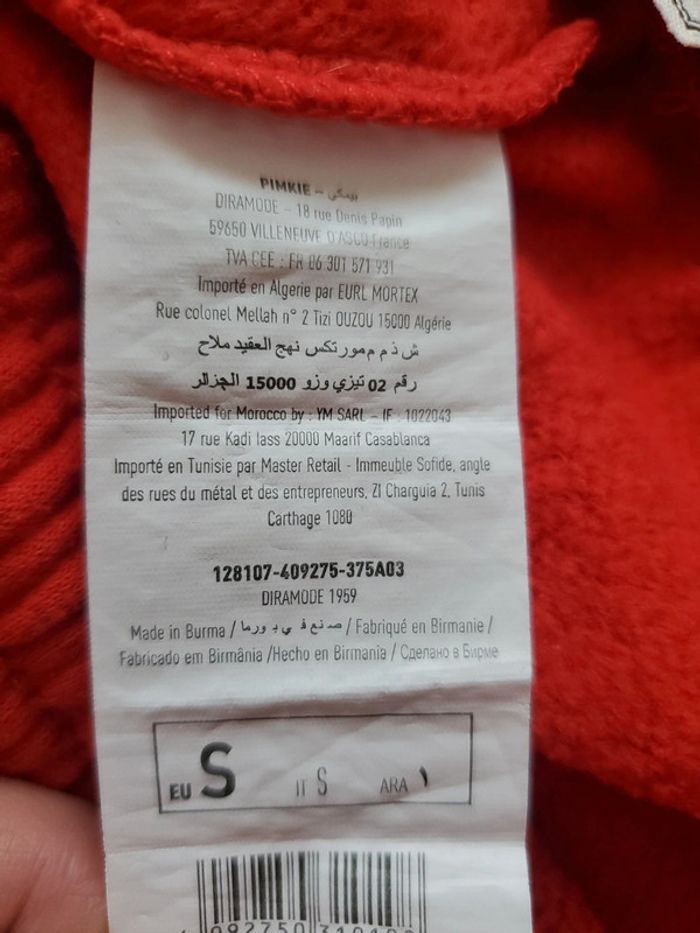 PIMKIE – بيمكي
DIRAMODE – 18 rue Denis Papin
59650 VILLENEUVE D'ASCQ France
TVA CEE : FR 06 301 571 931
Importé en Algerie par EURL MORTEX
Rue colonel Mellah n° 2 Tizi OUZOU 15000 Algérie
ش ذ م م مورتكس نهج العقيد ملاح
رقم 02 تيزي وزو 15000 الجزائر
Imported for Morocco by : YM SARL – IF : 1022043
17 rue Kadi Iass 20000 Maarif Casablanca
Importé en Tunisie par Master Retail - Immeuble Sofide, angle
des rues du métal et des entrepreneurs, ZI Charguia 2, Tunis
Carthage 1080
128107-409275-375A03
DIRAMODE 1959
Made in Burma / صنع في بورما / Fabriqué en Birmanie /
Fabricado em Birmânia /Hecho en Birmania / Сделано в Бирме
EU S IT S ARA ١